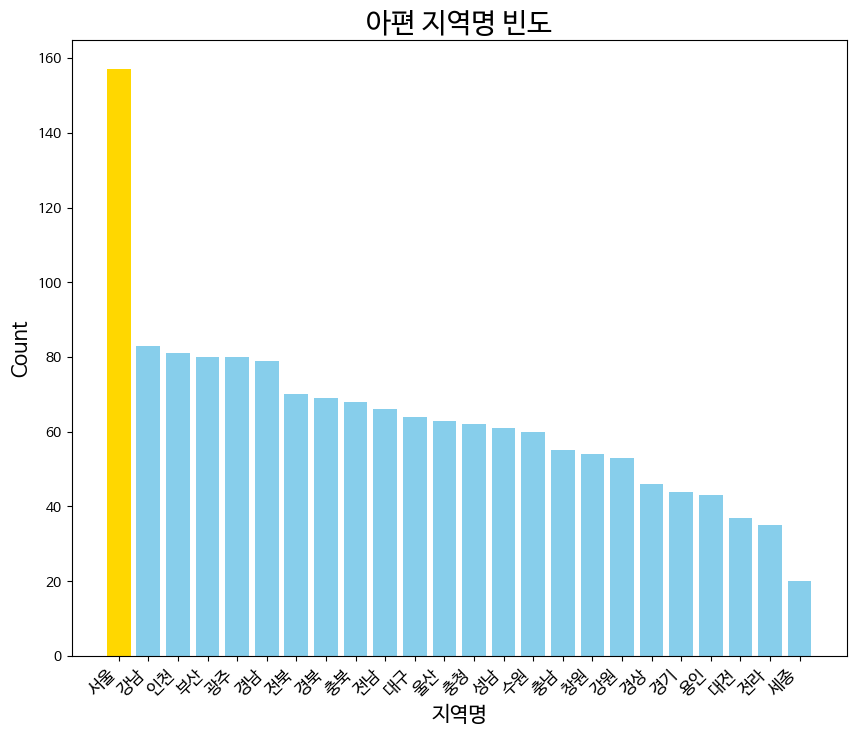 아편 지역명 빈도
160
140
120
100
80
60
40
20
0
Count
서울 강남 인천 부산 광주 경남 전북 경북 충북 전남 대구 울산 충청 성남 수원 충남 창원 강원 경상 경기 용인 대전 전라 세종
지역명